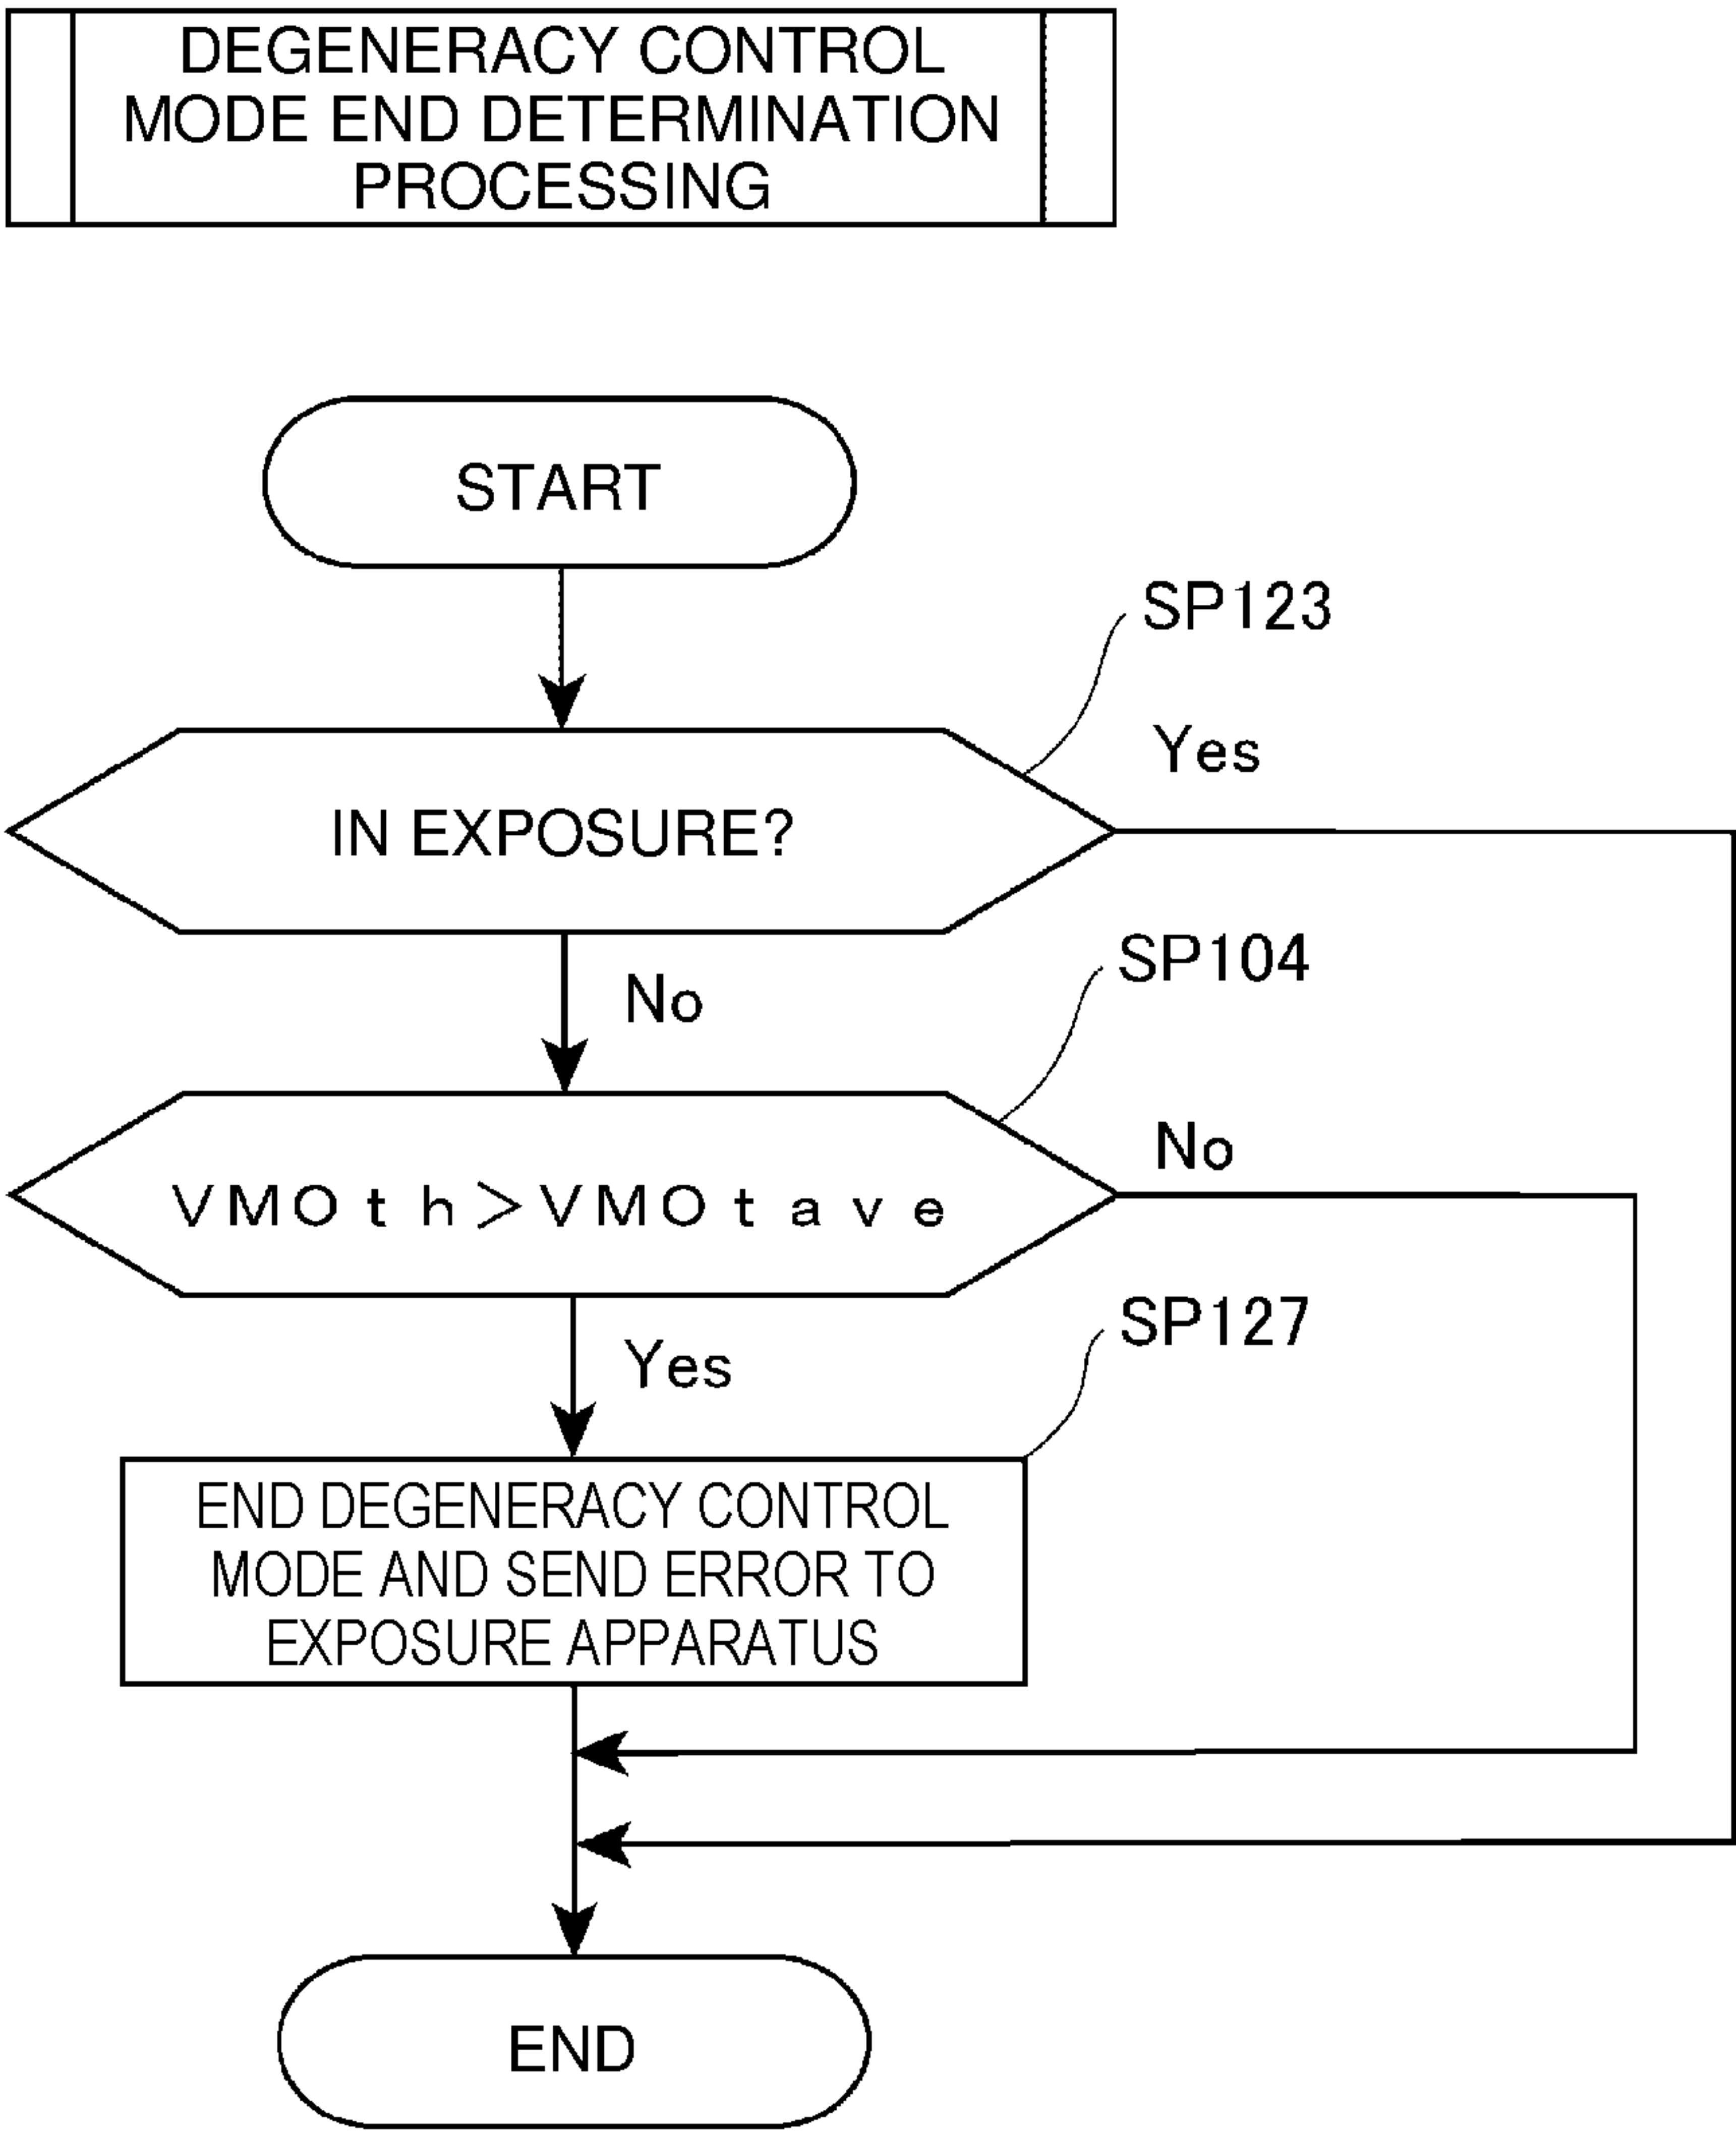 DEGENERACY CONTROL
MODE END DETERMINATION
PROCESSING
START
SP123
Yes
IN EXPOSURE?
SP104
No
No
VMOth>VMOtave
SP127
Yes
END DEGENERACY CONTROL
MODE AND SEND ERROR TO
EXPOSURE APPARATUS
END